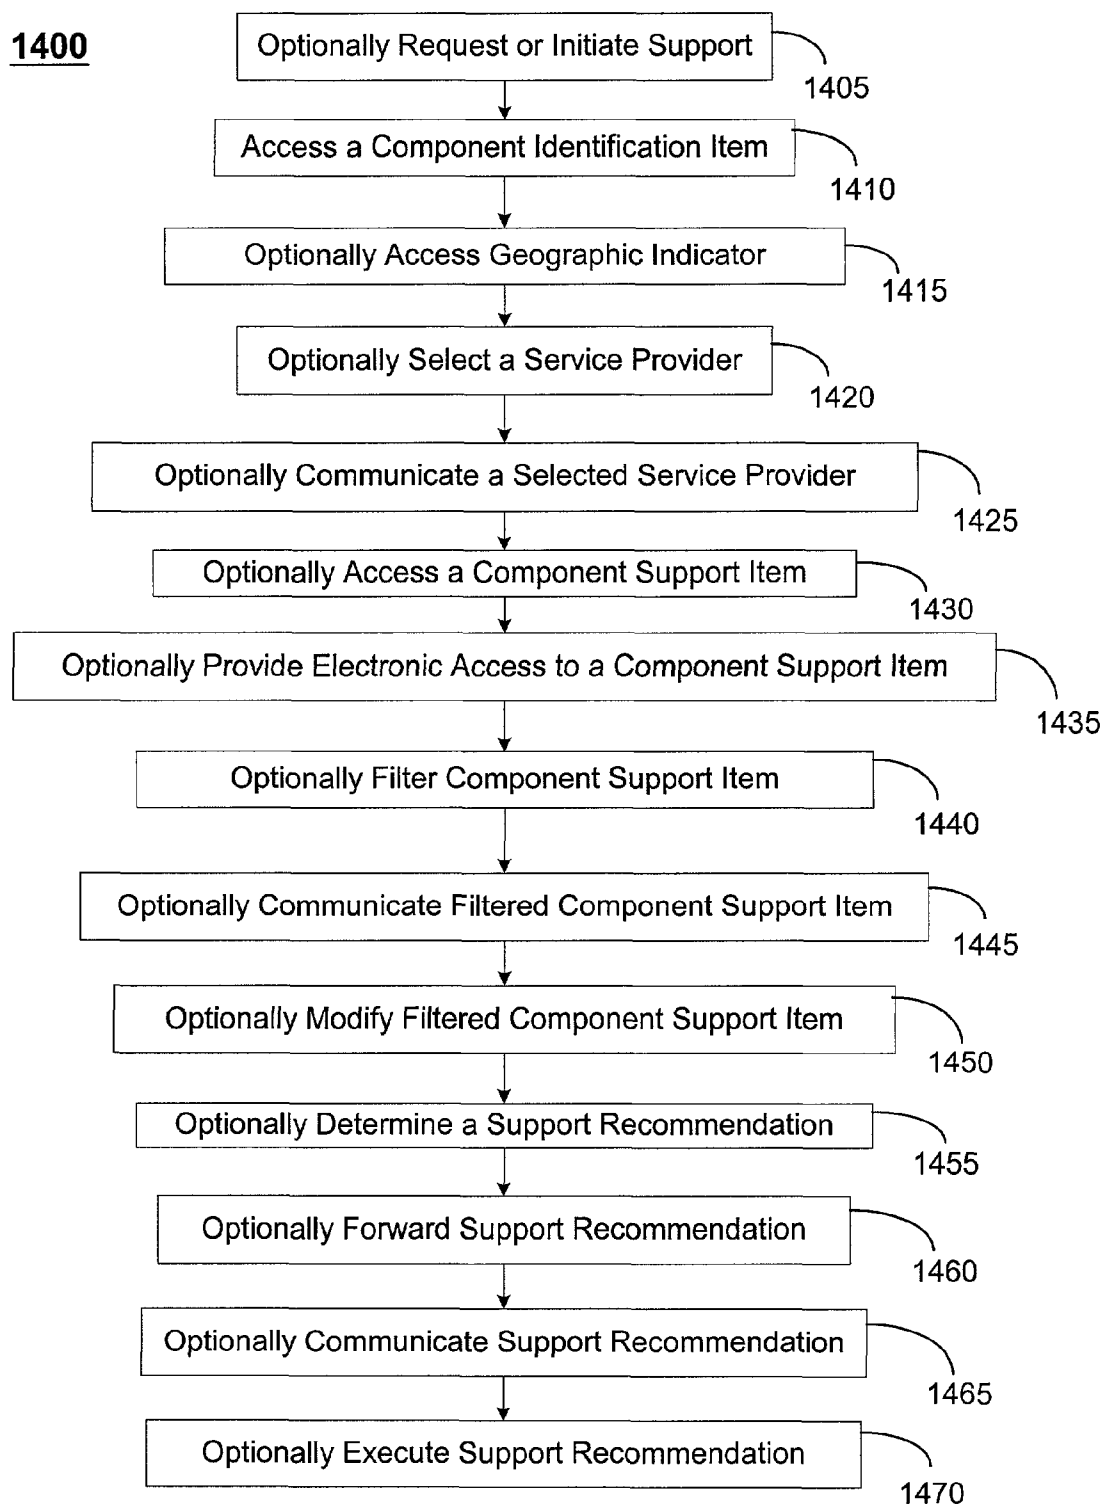 1400
Optionally Request or Initiate Support
1405
Access a Component Identification Item
1410
Optionally Access Geographic Indicator
1415
Optionally Select a Service Provider
1420
Optionally Communicate a Selected Service Provider
1425
Optionally Access a Component Support Item
1430
Optionally Provide Electronic Access to a Component Support Item
1435
Optionally Filter Component Support Item
1440
Optionally Communicate Filtered Component Support Item
1445
Optionally Modify Filtered Component Support Item
1450
Optionally Determine a Support Recommendation
1455
Optionally Forward Support Recommendation
1460
Optionally Communicate Support Recommendation
1465
Optionally Execute Support Recommendation
1470